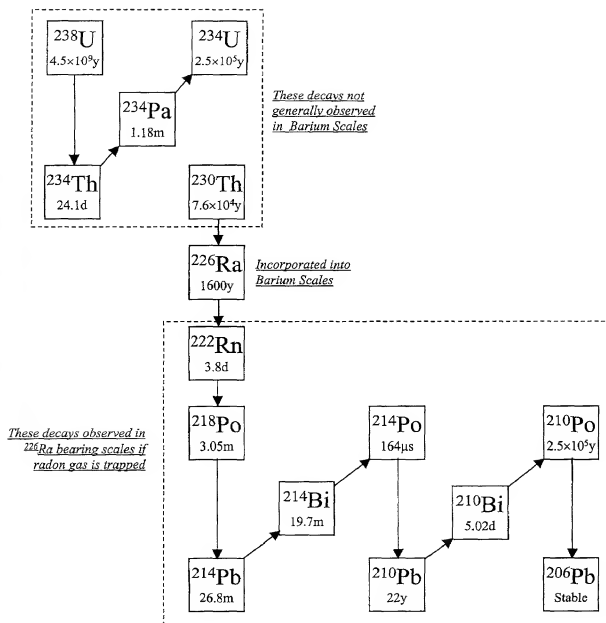 ²³⁸U
4.5×10⁹y
²³⁴U
2.5×10⁵y
²³⁴Pa
1.18m
²³⁴Th
24.1d
²³⁰Th
7.6×10⁴y
These decays not
generally observed
in Barium Scales
²²⁶Ra
1600y
Incorporated into
Barium Scales
²²²Rn
3.8d
These decays observed in
²²⁶Ra bearing scales if
radon gas is trapped
²¹⁸Po
3.05m
²¹⁴Po
164μs
²¹⁰Po
2.5×10⁵y
²¹⁴Bi
19.7m
²¹⁰Bi
5.02d
²¹⁴Pb
26.8m
²¹⁰Pb
22y
²⁰⁶Pb
Stable